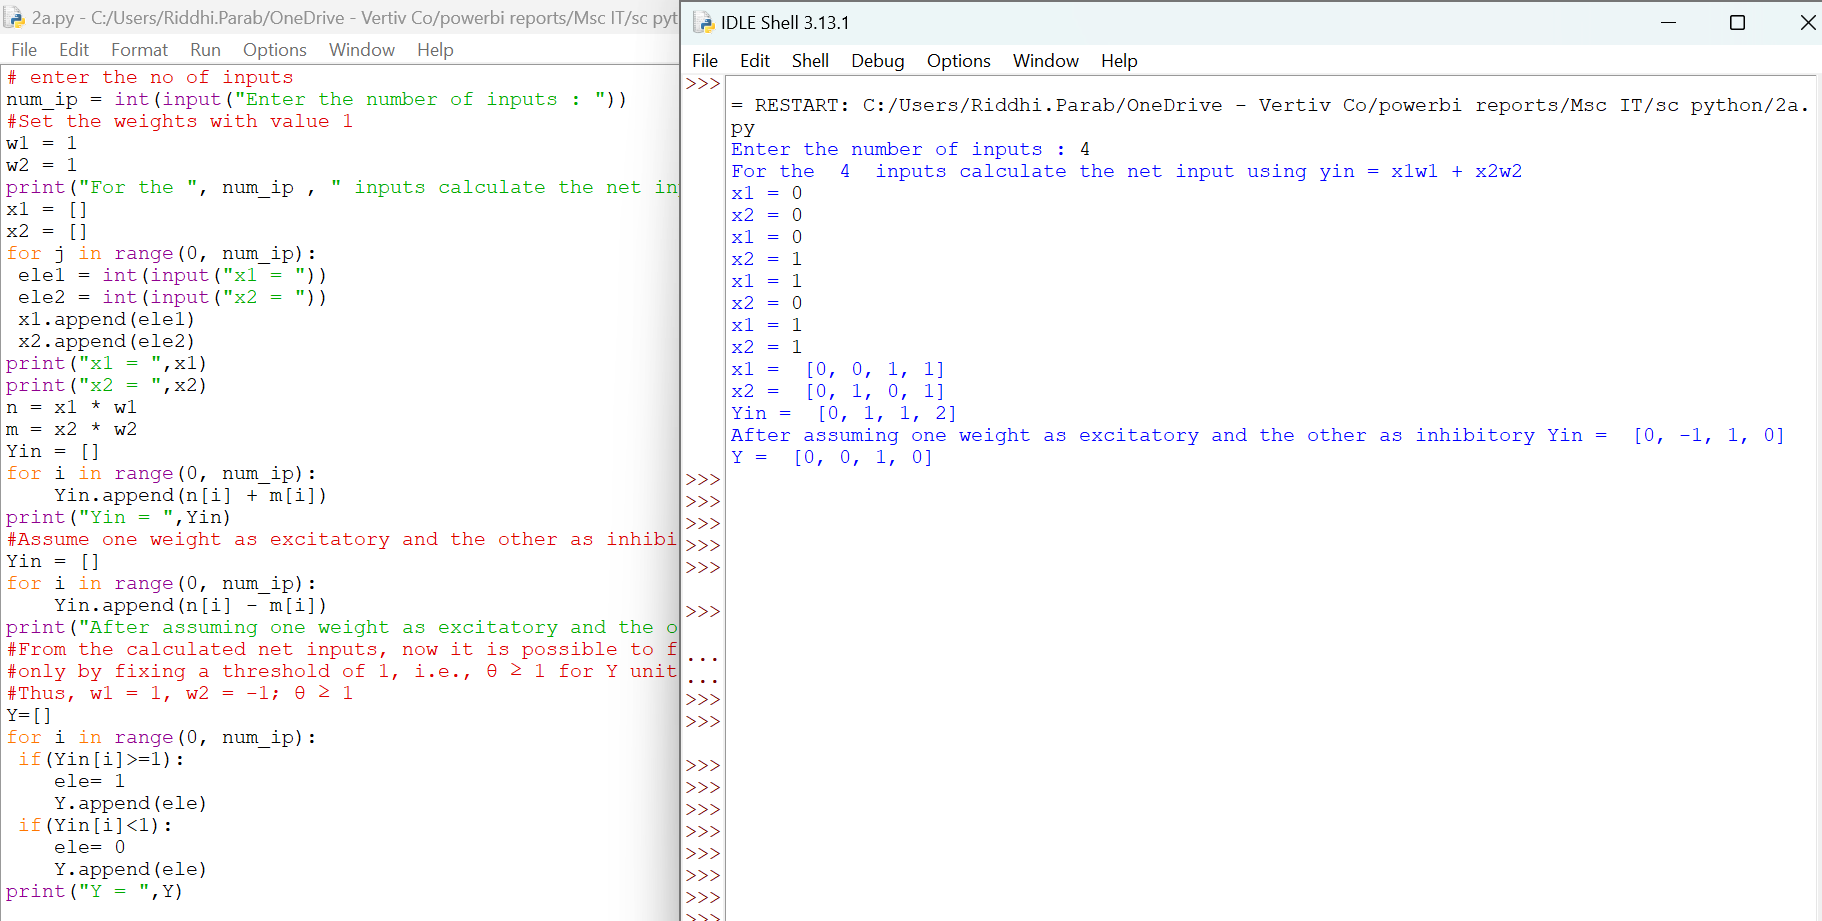 2a.py - C:/Users/Riddhi.Parab/OneDrive - Vertiv Co/powerbi reports/Msc IT/sc pyt
File Edit Format Run Options Window Help
# enter the no of inputs
num_ip = int(input("Enter the number of inputs : "))
#Set the weights with value 1
w1 = 1
w2 = 1
print("For the ", num_ip , " inputs calculate the net in
x1 = []
x2 = []
for j in range(0, num_ip):
 ele1 = int(input("x1 = "))
 ele2 = int(input("x2 = "))
 x1.append(ele1)
 x2.append(ele2)
print("x1 = ",x1)
print("x2 = ",x2)
n = x1 * w1
m = x2 * w2
Yin = []
for i in range(0, num_ip):
    Yin.append(n[i] + m[i])
print("Yin = ",Yin)
#Assume one weight as excitatory and the other as inhibi
Yin = []
for i in range(0, num_ip):
    Yin.append(n[i] - m[i])
print("After assuming one weight as excitatory and the o
#From the calculated net inputs, now it is possible to f
#only by fixing a threshold of 1, i.e., θ ≥ 1 for Y unit
#Thus, w1 = 1, w2 = -1; θ ≥ 1
Y=[]
for i in range(0, num_ip):
 if(Yin[i]>=1):
    ele= 1
    Y.append(ele)
 if(Yin[i]<1):
    ele= 0
    Y.append(ele)
print("Y = ",Y)
IDLE Shell 3.13.1
File Edit Shell Debug Options Window Help
>>>
= RESTART: C:/Users/Riddhi.Parab/OneDrive - Vertiv Co/powerbi reports/Msc IT/sc python/2a.
py
Enter the number of inputs : 4
For the  4  inputs calculate the net input using yin = x1w1 + x2w2
x1 = 0
x2 = 0
x1 = 0
x2 = 1
x1 = 1
x2 = 0
x1 = 1
x2 = 1
x1 =  [0, 0, 1, 1]
x2 =  [0, 1, 0, 1]
Yin =  [0, 1, 1, 2]
After assuming one weight as excitatory and the other as inhibitory Yin =  [0, -1, 1, 0]
Y =  [0, 0, 1, 0]
>>>
>>>
>>>
>>>
>>>
>>>
...
...
>>>
>>>
>>>
>>>
>>>
>>>
>>>
>>>
>>>
>>>